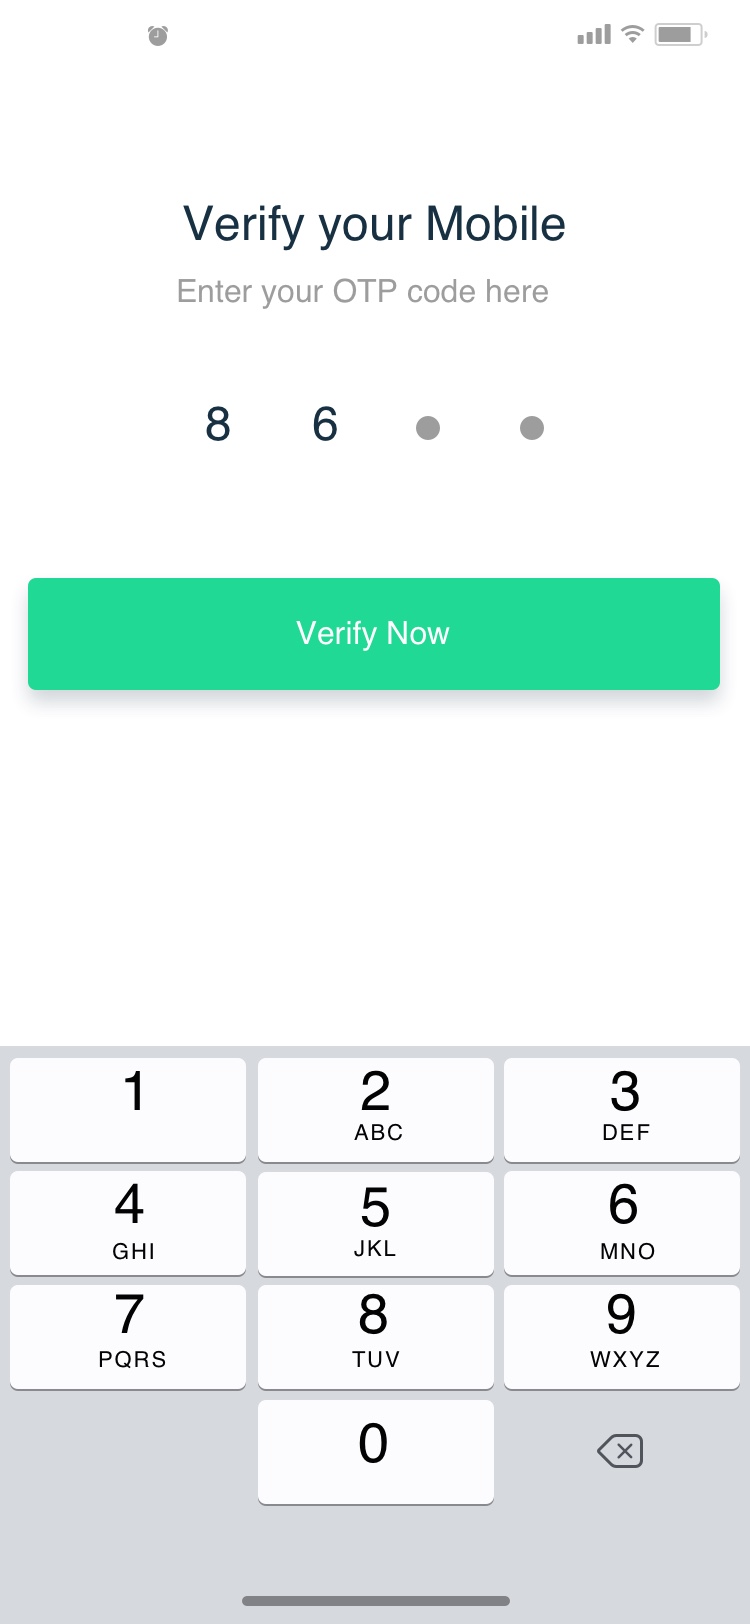 Verify your Mobile
Enter your OTP code here
8 6
Verify Now
1 2 3
ABC DEF
4 5 6
GHI JKL MNO
7 8 9
PQRS TUV WXYZ
0